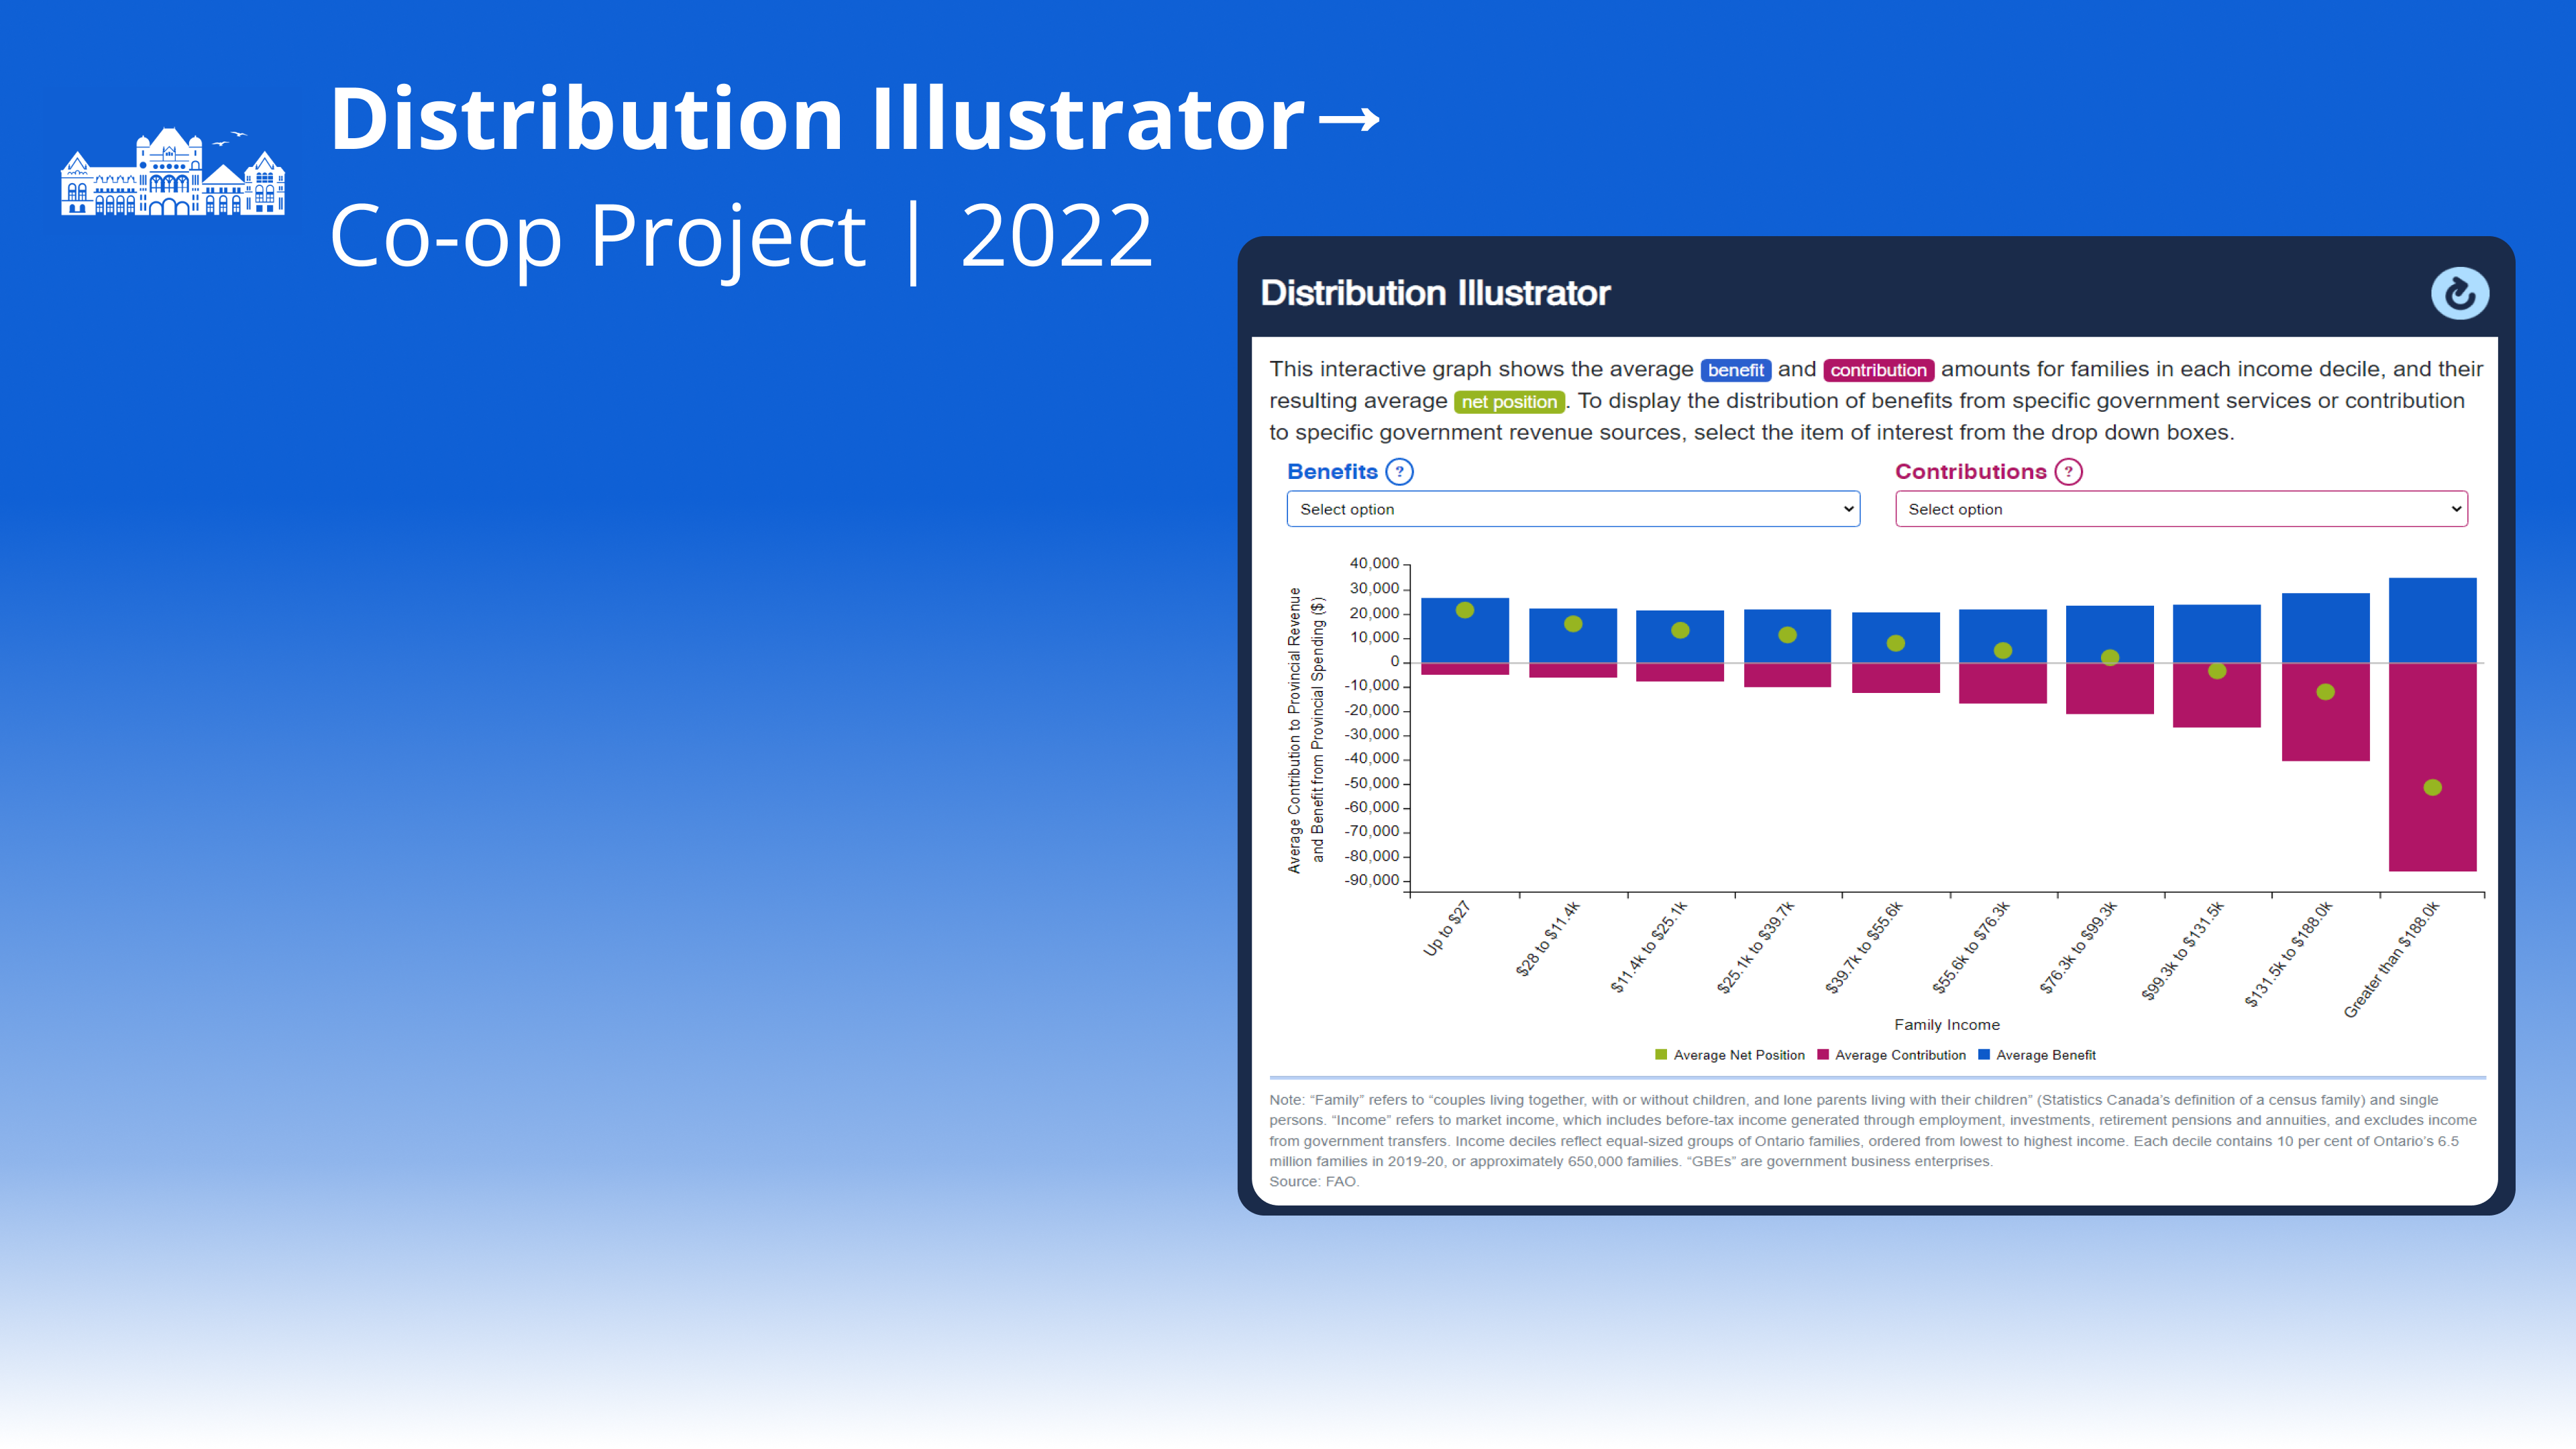 Distribution Illustrator→
Co-op Project | 2022
Distribution Illustrator
This interactive graph shows the average benefit and contribution amounts for families in each income decile, and their
resulting average net position. To display the distribution of benefits from specific government services or contribution
to specific government revenue sources, select the item of interest from the drop down boxes.
Benefits ?
Contributions ?
Select option
Select option
Average Contribution to Provincial Revenue
and Benefit from Provincial Spending ($)
40,000
30,000
20,000
10,000
0
-10,000
-20,000
-30,000
-40,000
-50,000
-60,000
-70,000
-80,000
-90,000
Up to $27
$28 to $11.4k
$11.4k to $25.1k
$25.1k to $39.7k
$39.7k to $55.6k
$55.6k to $76.3k
$76.3k to $99.3k
$99.3k to $131.5k
$131.5k to $188.0k
Greater than $188.0k
Family Income
Average Net Position Average Contribution Average Benefit
Note: “Family” refers to “couples living together, with or without children, and lone parents living with their children” (Statistics Canada’s definition of a census family) and single
persons. “Income” refers to market income, which includes before-tax income generated through employment, investments, retirement pensions and annuities, and excludes income
from government transfers. Income deciles reflect equal-sized groups of Ontario families, ordered from lowest to highest income. Each decile contains 10 per cent of Ontario’s 6.5
million families in 2019-20, or approximately 650,000 families. “GBEs” are government business enterprises.
Source: FAO.